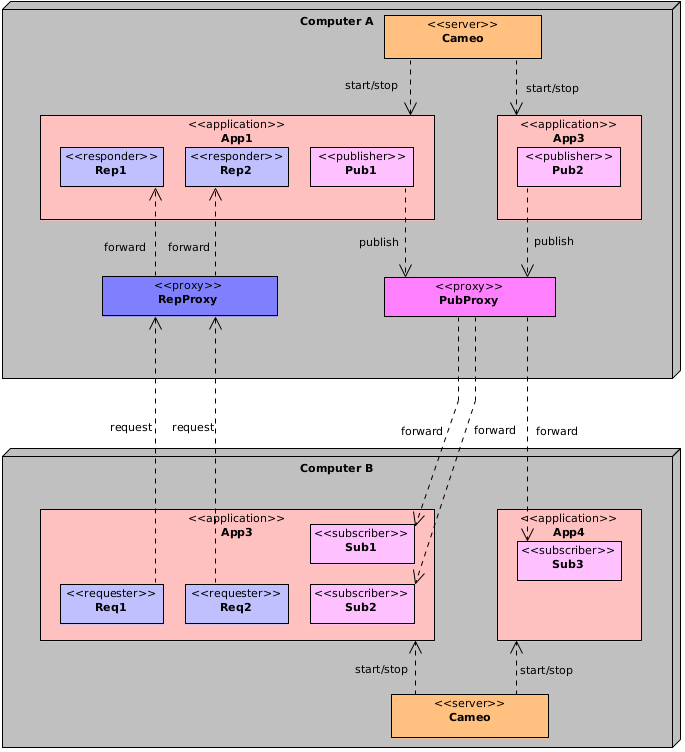 Computer A
<<server>>
Cameo
start/stop
start/stop
<<application>>
App1
<<application>>
App3
<<responder>>
Rep1
<<responder>>
Rep2
<<publisher>>
Pub1
<<publisher>>
Pub2
forward
forward
publish
publish
<<proxy>>
RepProxy
<<proxy>>
PubProxy
request
request
forward
forward
forward
Computer B
<<application>>
App3
<<application>>
App4
<<subscriber>>
Sub1
<<subscriber>>
Sub3
<<requester>>
Req1
<<requester>>
Req2
<<subscriber>>
Sub2
start/stop
start/stop
<<server>>
Cameo